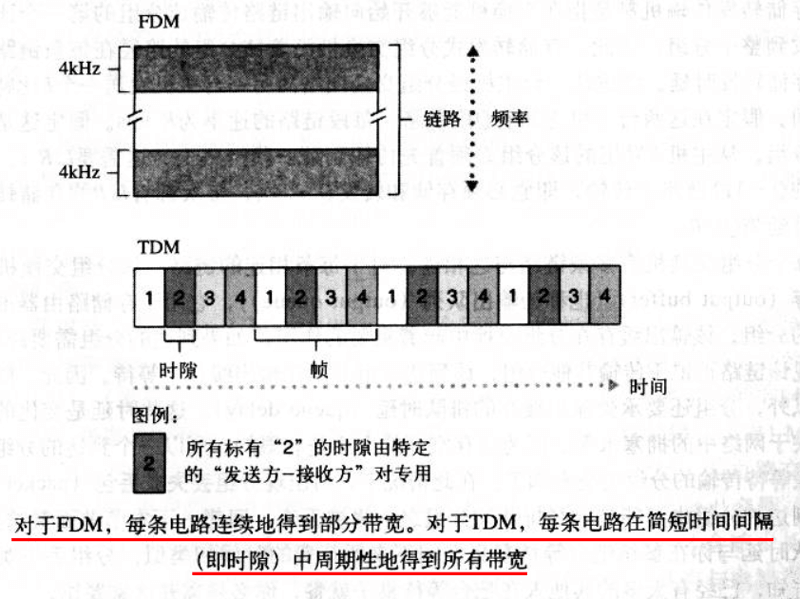 FDM
4kHz
链路
频率
4kHz
TDM
1 2 3 4 1 2 3 4 1 2 3 4 1 2 3 4
时隙
帧
时间
图例：
2
所有标有“2”的时隙由特定
的“发送方-接收方”对专用
对于FDM，每条电路连续地得到部分带宽。对于TDM，每条电路在简短时间间隔
（即时隙）中周期性地得到所有带宽